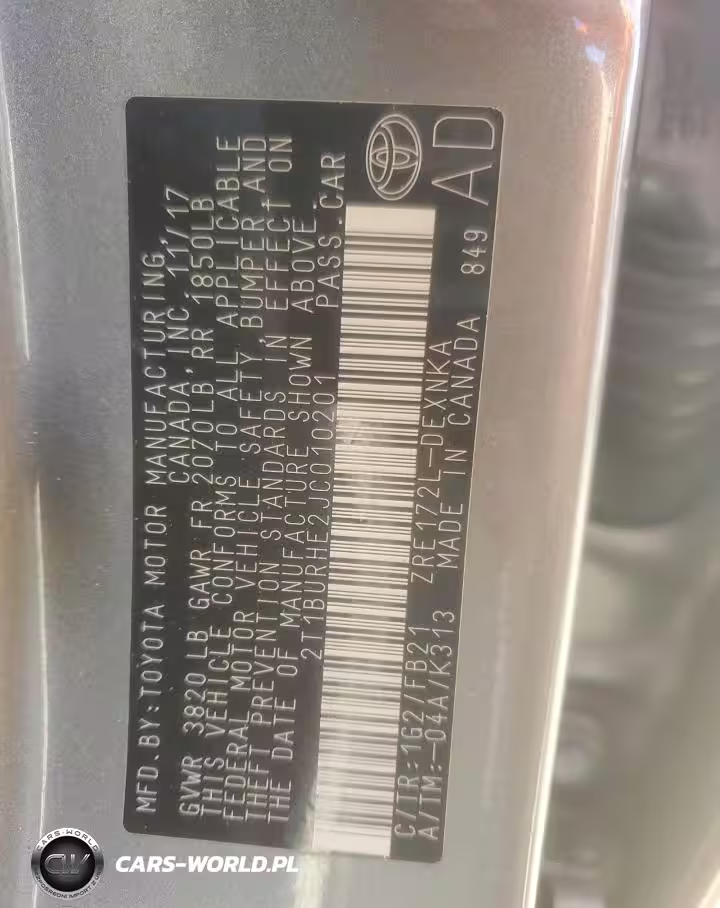 MFD. BY: TOYOTA MOTOR MANUFACTURING
CANADA, INC. 11/17
GVWR 3820 LB GAWR FR 2070LB, RR 1850LB
THIS VEHICLE CONFORMS TO ALL APPLICABLE
FEDERAL MOTOR VEHICLE SAFETY, BUMPER, AND
THEFT PREVENTION STANDARDS IN EFFECT ON
THE DATE OF MANUFACTURE SHOWN ABOVE.
2T1BURHE2JC010201 PASS. CAR
C/TR: 1G2/FB21 ZRE172L-DEXNKA
A/TM: -04A/K313 MADE IN CANADA 849
AD
CARS-WORLD
CW
CARS-WORLD.PL